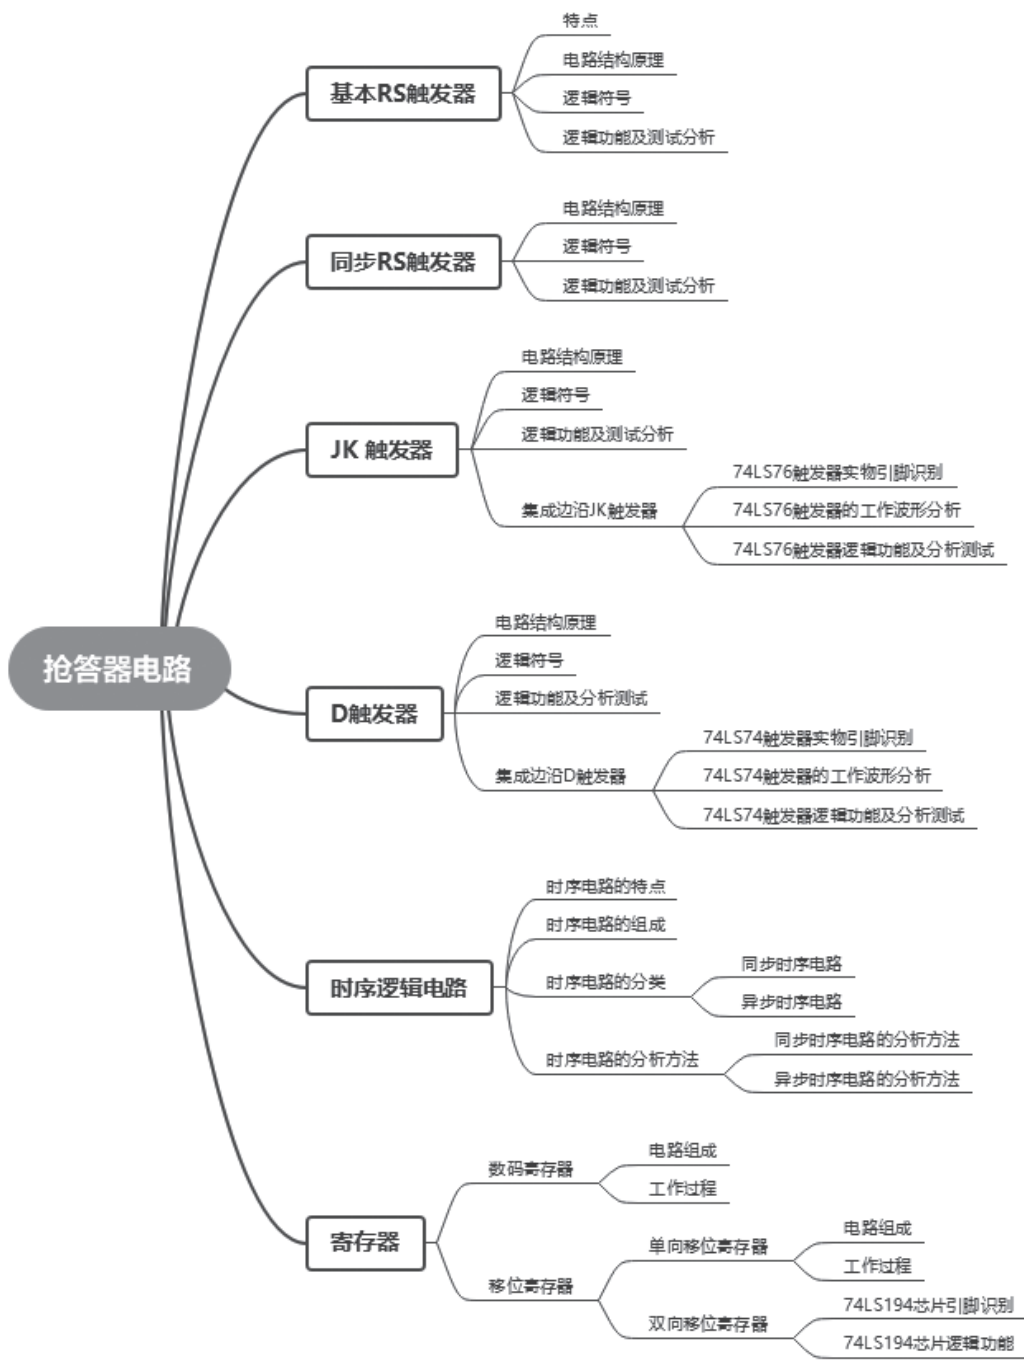 抢答器电路
基本RS触发器
特点
电路结构原理
逻辑符号
逻辑功能及测试分析
同步RS触发器
电路结构原理
逻辑符号
逻辑功能及测试分析
JK 触发器
电路结构原理
逻辑符号
逻辑功能及测试分析
集成边沿JK触发器
74LS76触发器实物引脚识别
74LS76触发器的工作波形分析
74LS76触发器逻辑功能及分析测试
D触发器
电路结构原理
逻辑符号
逻辑功能及分析测试
集成边沿D触发器
74LS74触发器实物引脚识别
74LS74触发器的工作波形分析
74LS74触发器逻辑功能及分析测试
时序逻辑电路
时序电路的特点
时序电路的组成
时序电路的分类
同步时序电路
异步时序电路
时序电路的分析方法
同步时序电路的分析方法
异步时序电路的分析方法
寄存器
数码寄存器
电路组成
工作过程
移位寄存器
单向移位寄存器
电路组成
工作过程
双向移位寄存器
74LS194芯片引脚识别
74LS194芯片逻辑功能